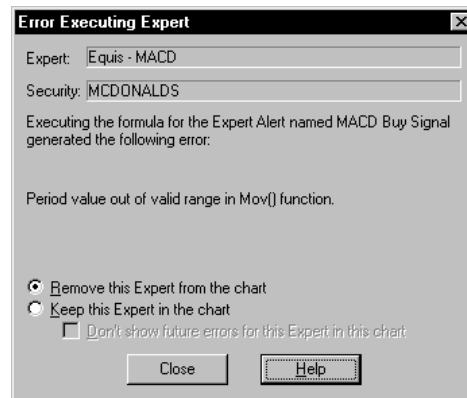 Error Executing Expert
Expert: Equis - MACD
Security: MCDONALDS
Executing the formula for the Expert Alert named MACD Buy Signal
generated the following error:
Period value out of valid range in Mov() function.
Remove this Expert from the chart
Keep this Expert in the chart
Don't show future errors for this Expert in this chart
Close Help